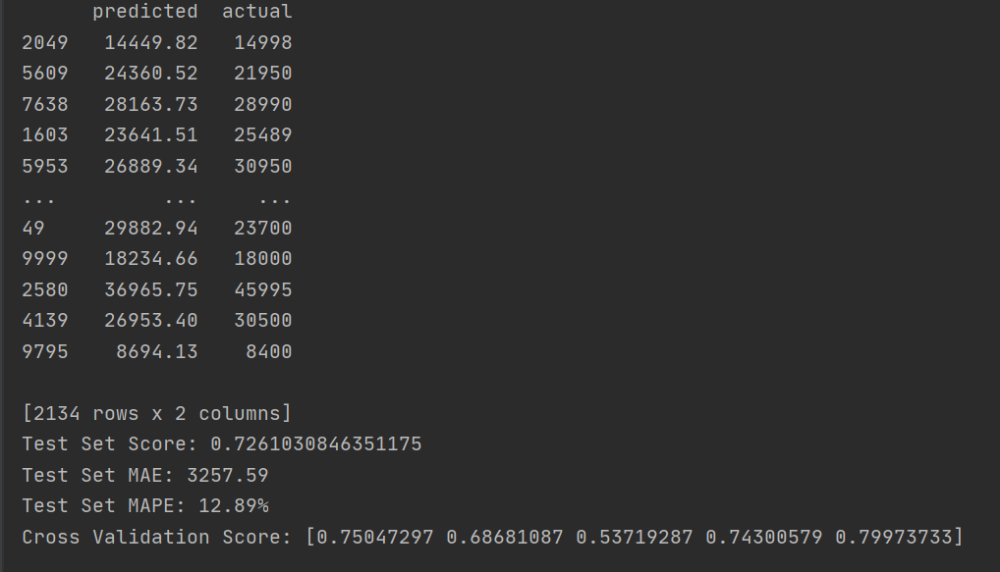 predicted actual
2049 14449.82 14998
5609 24360.52 21950
7638 28163.73 28990
1603 23641.51 25489
5953 26889.34 30950
... ... ...
49 29882.94 23700
9999 18234.66 18000
2580 36965.75 45995
4139 26953.40 30500
9795 8694.13 8400
[2134 rows x 2 columns]
Test Set Score: 0.7261030846351175
Test Set MAE: 3257.59
Test Set MAPE: 12.89%
Cross Validation Score: [0.75047297 0.68681087 0.53719287 0.74300579 0.79973733]